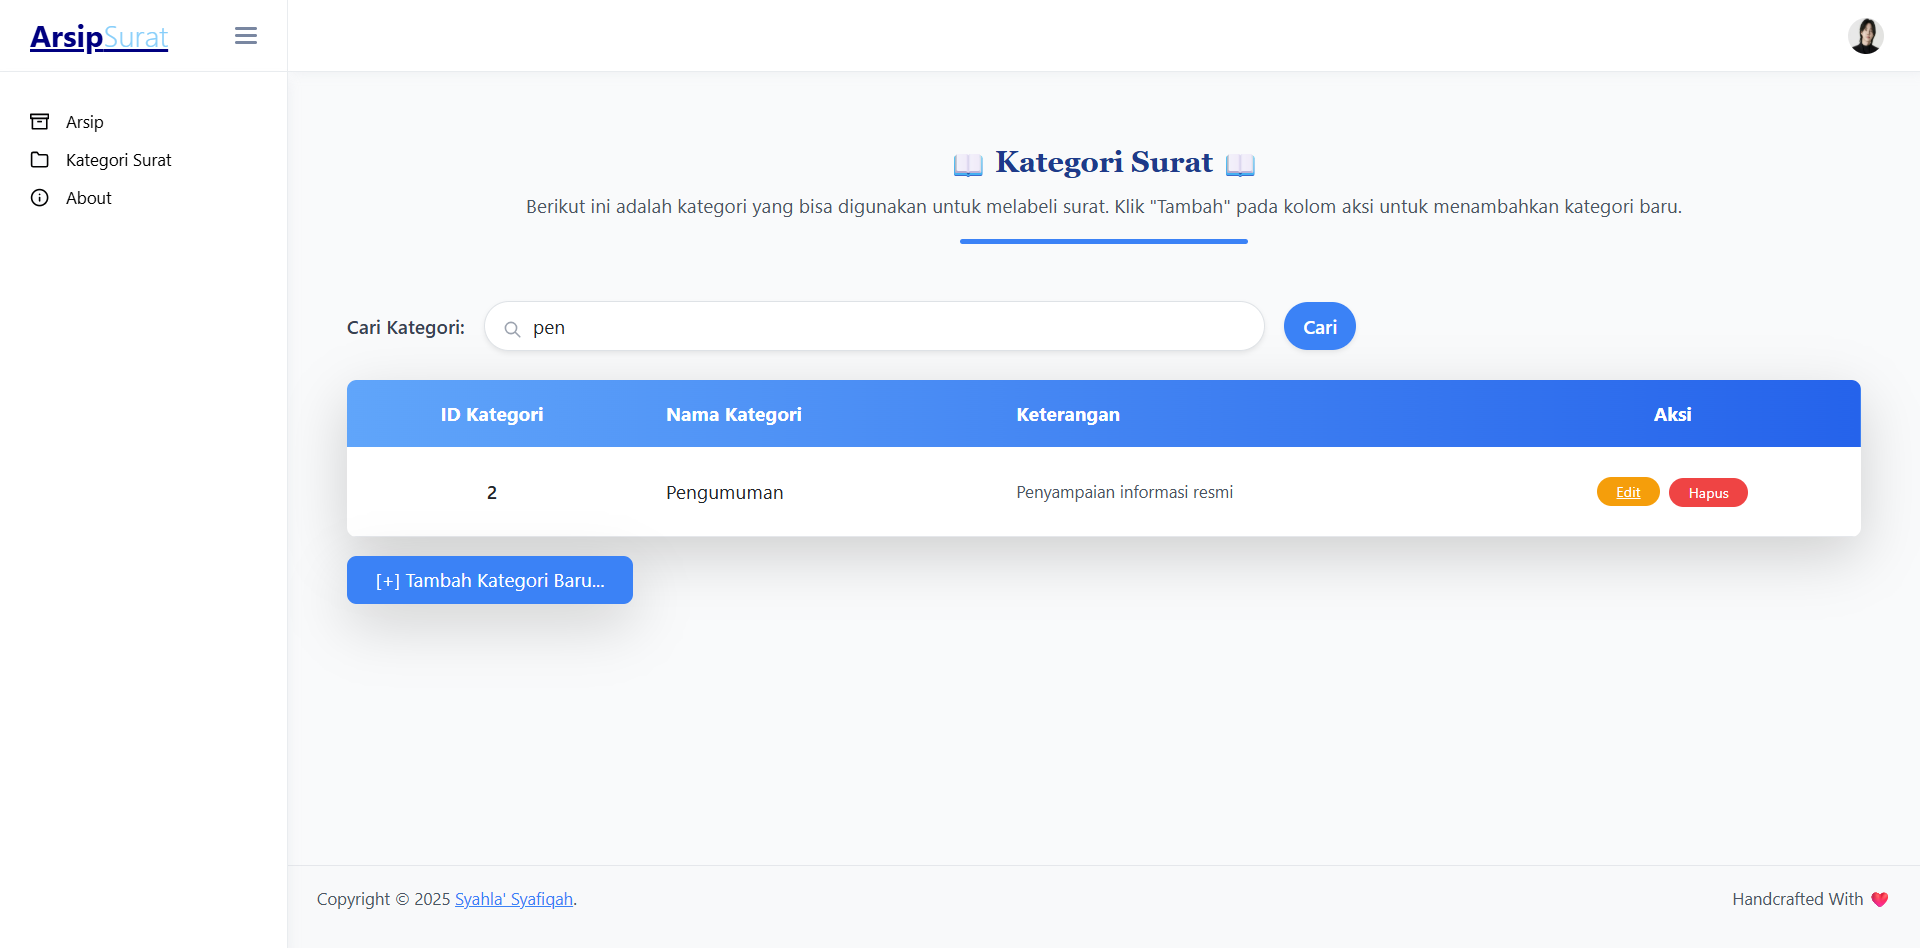 ArsipSurat
Arsip
Kategori Surat
About
📖 Kategori Surat 📖
Berikut ini adalah kategori yang bisa digunakan untuk melabeli surat. Klik "Tambah" pada kolom aksi untuk menambahkan kategori baru.
Cari Kategori: pen Cari
ID Kategori Nama Kategori Keterangan Aksi
2 Pengumuman Penyampaian informasi resmi Edit Hapus
[+] Tambah Kategori Baru...
Copyright © 2025 Syahla' Syafiqah. Handcrafted With